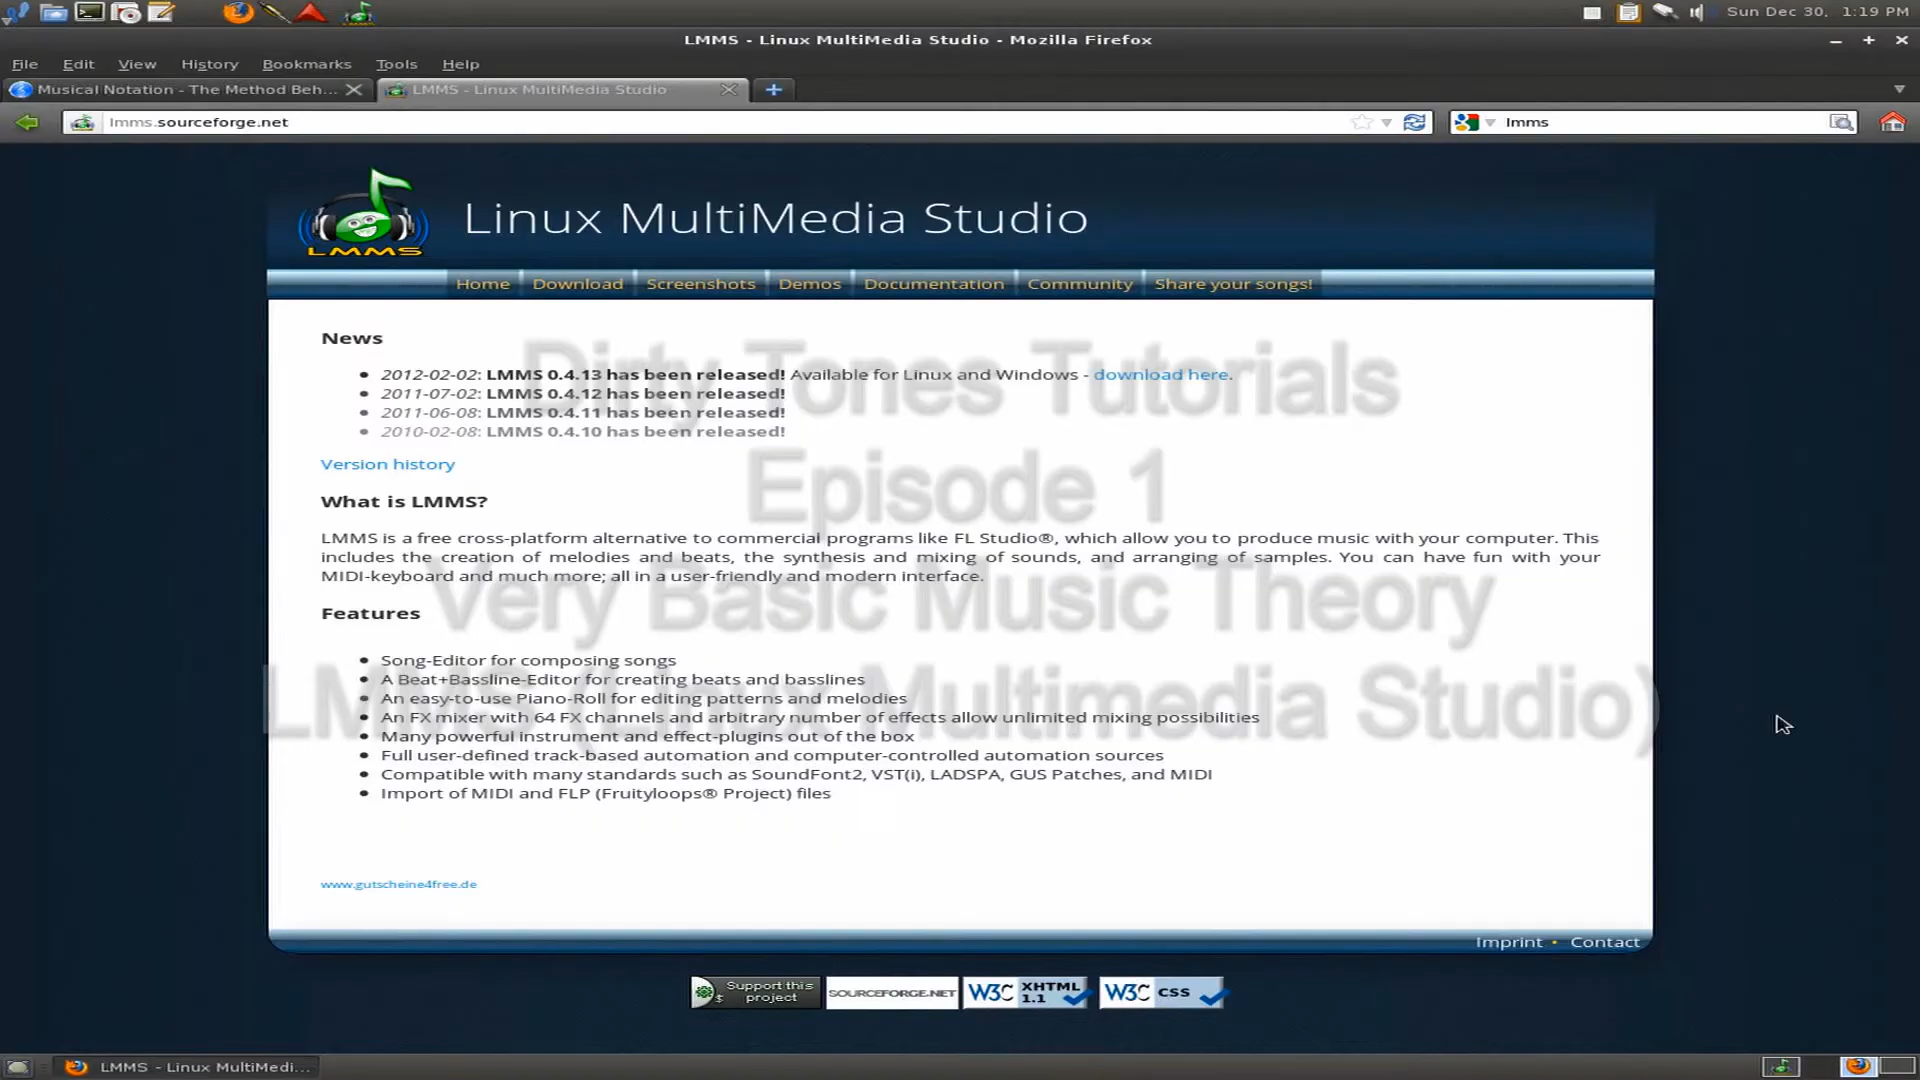 Sun Dec 30, 1:19 PM
LMMS - Linux MultiMedia Studio - Mozilla Firefox
File Edit View History Bookmarks Tools Help
Musical Notation - The Method Beh...
LMMS - Linux MultiMedia Studio
lmms.sourceforge.net
lmms
LMMS
Linux MultiMedia Studio
Home Download Screenshots Demos Documentation Community Share your songs!
News
2012-02-02: LMMS 0.4.13 has been released! Available for Linux and Windows - download here.
2011-07-02: LMMS 0.4.12 has been released!
2011-06-08: LMMS 0.4.11 has been released!
2010-02-08: LMMS 0.4.10 has been released!
Version history
What is LMMS?
LMMS is a free cross-platform alternative to commercial programs like FL Studio®, which allow you to produce music with your computer. This
includes the creation of melodies and beats, the synthesis and mixing of sounds, and arranging of samples. You can have fun with your
MIDI-keyboard and much more; all in a user-friendly and modern interface.
Features
Song-Editor for composing songs
A Beat+Bassline-Editor for creating beats and basslines
An easy-to-use Piano-Roll for editing patterns and melodies
An FX mixer with 64 FX channels and arbitrary number of effects allow unlimited mixing possibilities
Many powerful instrument and effect-plugins out of the box
Full user-defined track-based automation and computer-controlled automation sources
Compatible with many standards such as SoundFont2, VST(i), LADSPA, GUS Patches, and MIDI
Import of MIDI and FLP (Fruityloops® Project) files
www.gutscheine4free.de
Dirty Tones Tutorials
Episode 1
Very Basic Music Theory
LMMS (Linux Multimedia Studio)
Imprint • Contact
Support this
project
SOURCEFORGE.NET
W3C XHTML
1.1
W3C CSS
LMMS - Linux MultiMedi...